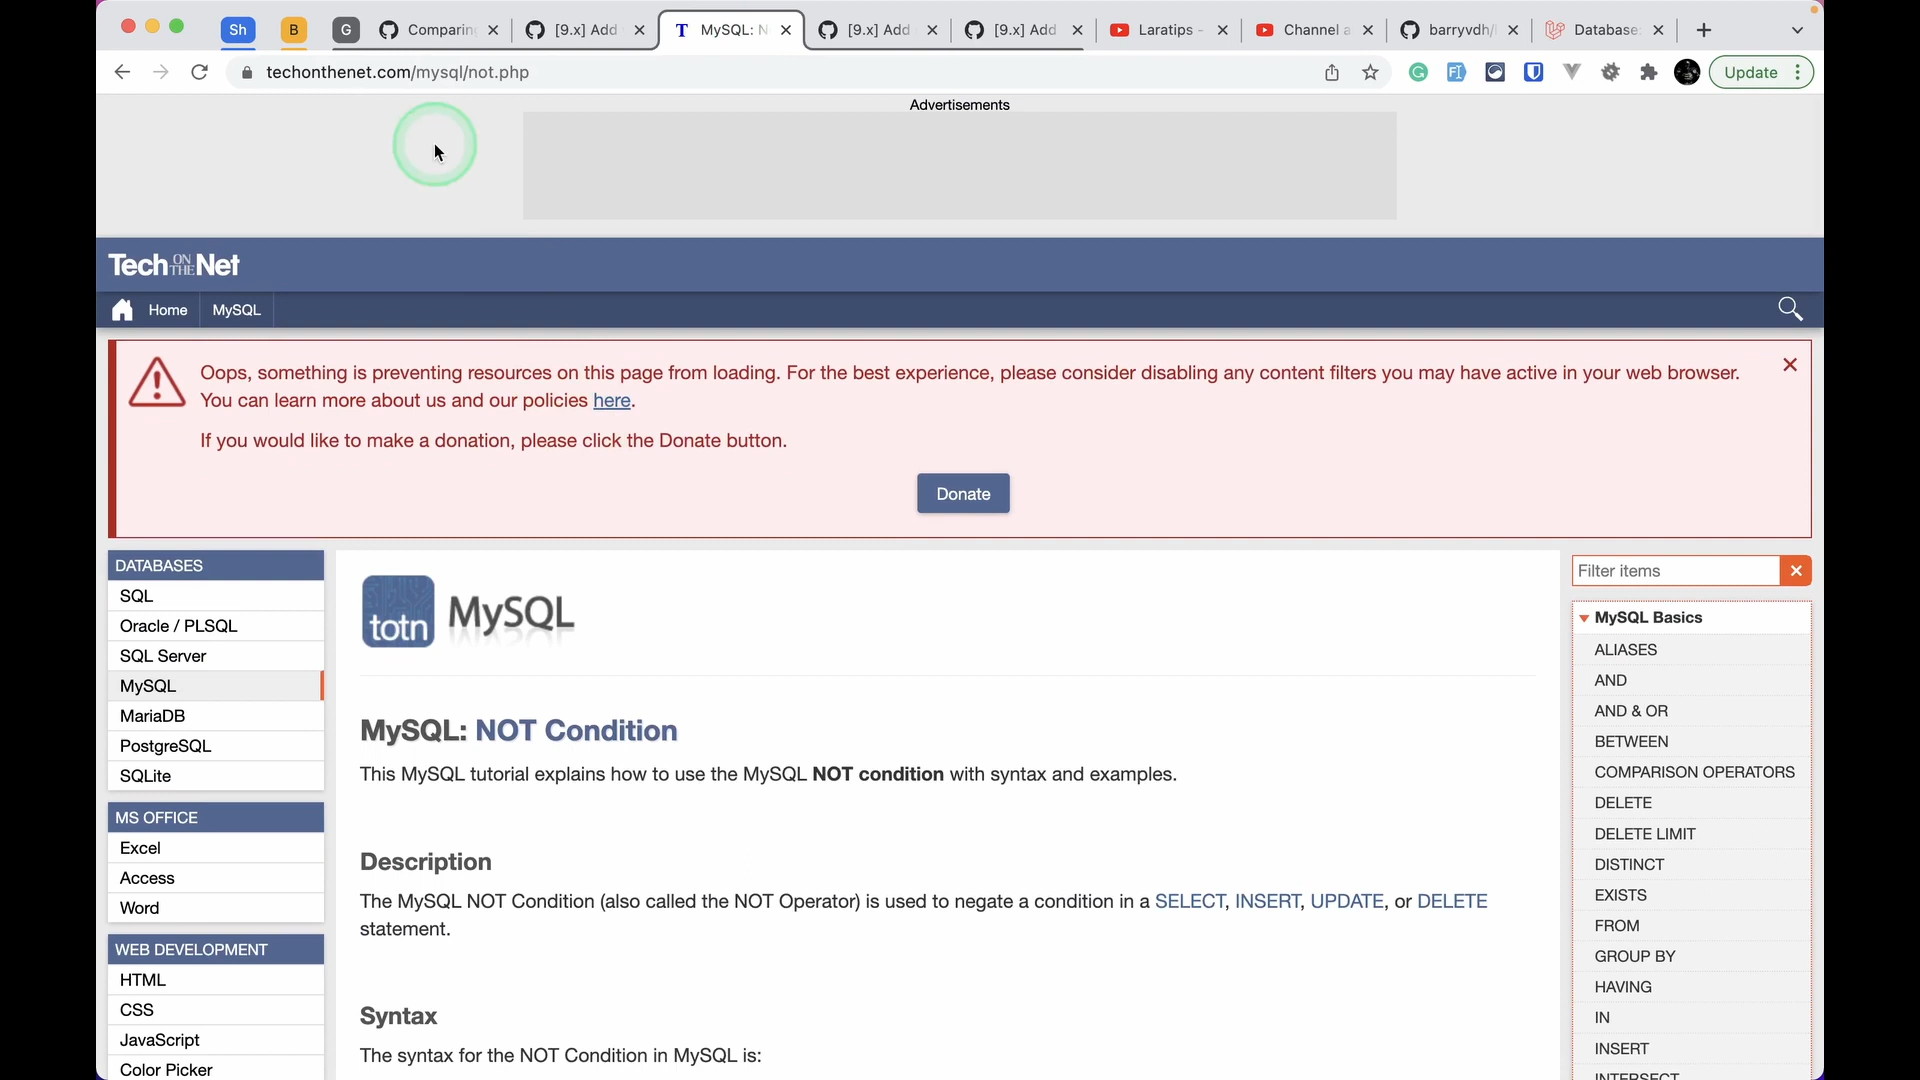 Sh
B
G
Comparin
[9.x] Add
MySQL: N
[9.x] Add
[9.x] Add
Laratips -
Channel a
barryvdh/l
Database:
techonthenet.com/mysql/not.php
Update
Advertisements
Tech ON THE Net
Home
MySQL
Oops, something is preventing resources on this page from loading. For the best experience, please consider disabling any content filters you may have active in your web browser.
You can learn more about us and our policies here.
If you would like to make a donation, please click the Donate button.
Donate
DATABASES
SQL
Oracle / PLSQL
SQL Server
MySQL
MariaDB
PostgreSQL
SQLite
MS OFFICE
Excel
Access
Word
WEB DEVELOPMENT
HTML
CSS
JavaScript
Color Picker
totn MySQL
MySQL: NOT Condition
This MySQL tutorial explains how to use the MySQL NOT condition with syntax and examples.
Description
The MySQL NOT Condition (also called the NOT Operator) is used to negate a condition in a SELECT, INSERT, UPDATE, or DELETE
statement.
Syntax
The syntax for the NOT Condition in MySQL is:
Filter items
MySQL Basics
ALIASES
AND
AND & OR
BETWEEN
COMPARISON OPERATORS
DELETE
DELETE LIMIT
DISTINCT
EXISTS
FROM
GROUP BY
HAVING
IN
INSERT
INTERSECT